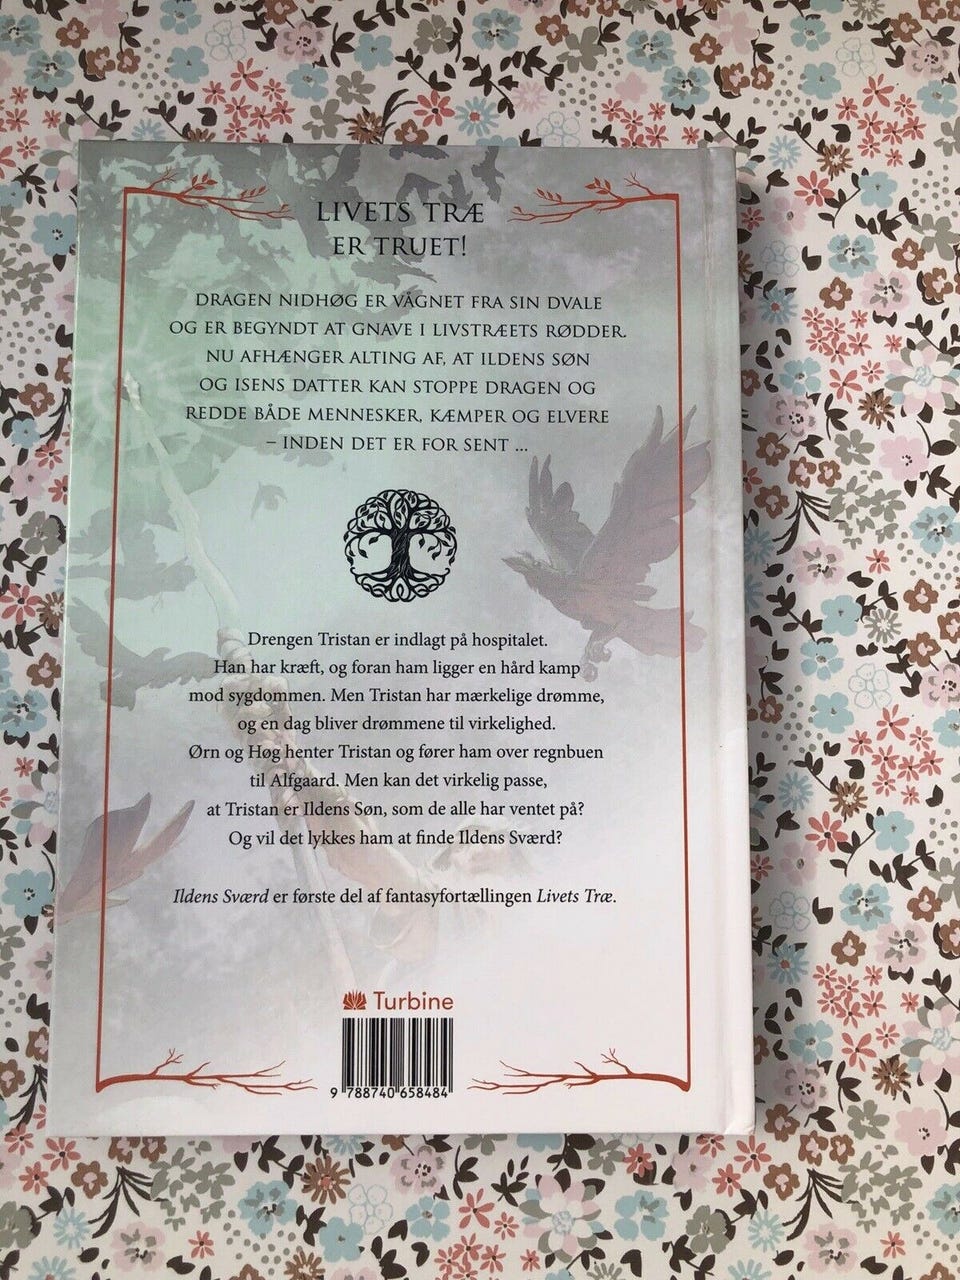 LIVETS TRÆ
ER TRUET!
DRAGEN NIDHØG ER VÅGNET FRA SIN DVALE
OG ER BEGYNDT AT GNAVE I LIVSTRÆETS RØDDER.
NU AFHÆNGER ALTING AF, AT ILDENS SØN
OG ISENS DATTER KAN STOPPE DRAGEN OG
REDDE BÅDE MENNESKER, KÆMPER OG ELVERE
– INDEN DET ER FOR SENT ...
Drengen Tristan er indlagt på hospitalet.
Han har kræft, og foran ham ligger en hård kamp
mod sygdommen. Men Tristan har mærkelige drømme,
og en dag bliver drømmene til virkelighed.
Ørn og Høg henter Tristan og fører ham over regnbuen
til Alfgaard. Men kan det virkelig passe,
at Tristan er Ildens Søn, som de alle har ventet på?
Og vil det lykkes ham at finde Ildens Sværd?
Ildens Sværd er første del af fantasyfortællingen Livets Træ.
Turbine
9 788740 658484